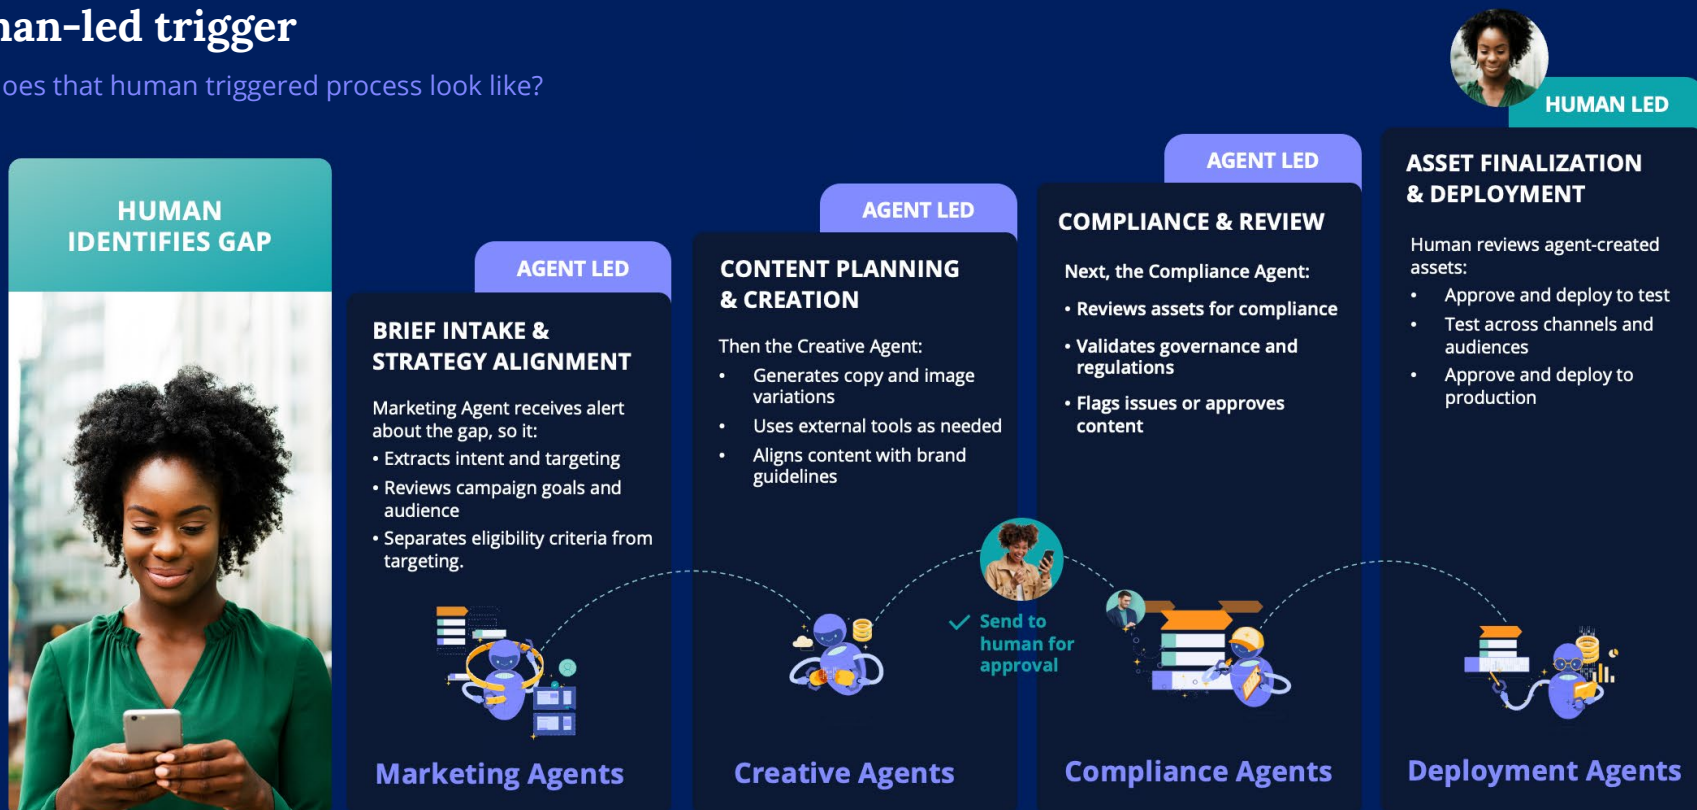 nan-led trigger
oes that human triggered process look like?
HUMAN
IDENTIFIES GAP
AGENT LED
BRIEF INTAKE &
STRATEGY ALIGNMENT
Marketing Agent receives alert
about the gap, so it:
• Extracts intent and targeting
• Reviews campaign goals and
audience
• Separates eligibility criteria from
targeting.
Marketing Agents
AGENT LED
CONTENT PLANNING
& CREATION
Then the Creative Agent:
• Generates copy and image
variations
• Uses external tools as needed
• Aligns content with brand
guidelines
Creative Agents
Send to
human for
approval
AGENT LED
COMPLIANCE & REVIEW
Next, the Compliance Agent:
• Reviews assets for compliance
• Validates governance and
regulations
• Flags issues or approves
content
Compliance Agents
HUMAN LED
ASSET FINALIZATION
& DEPLOYMENT
Human reviews agent-created
assets:
• Approve and deploy to test
• Test across channels and
audiences
• Approve and deploy to
production
Deployment Agents